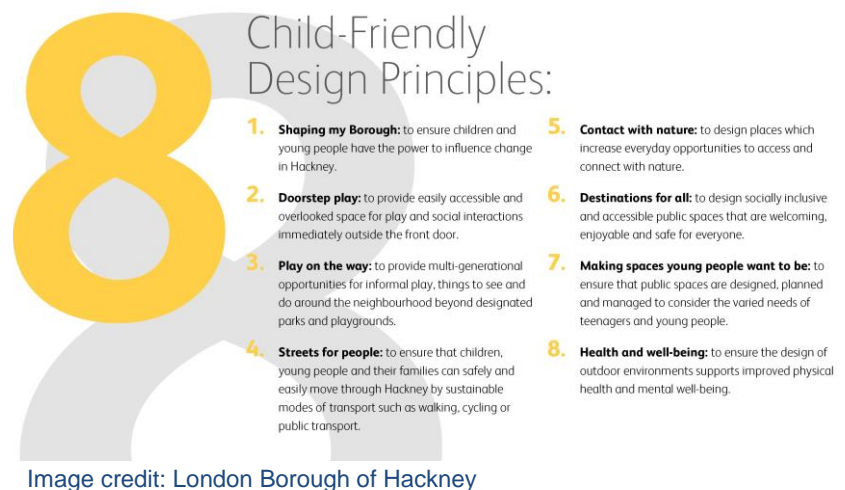 8
Child-Friendly
Design Principles:
1. Shaping my Borough: to ensure children and
young people have the power to influence change
in Hackney.
2. Doorstep play: to provide easily accessible and
overlooked space for play and social interactions
immediately outside the front door.
3. Play on the way: to provide multi-generational
opportunities for informal play, things to see and
do around the neighbourhood beyond designated
parks and playgrounds.
4. Streets for people: to ensure that children,
young people and their families can safely and
easily move through Hackney by sustainable
modes of transport such as walking, cycling or
public transport.
5. Contact with nature: to design places which
increase everyday opportunities to access and
connect with nature.
6. Destinations for all: to design socially inclusive
and accessible public spaces that are welcoming,
enjoyable and safe for everyone.
7. Making spaces young people want to be: to
ensure that public spaces are designed, planned
and managed to consider the varied needs of
teenagers and young people.
8. Health and well-being: to ensure the design of
outdoor environments supports improved physical
health and mental well-being.
Image credit: London Borough of Hackney